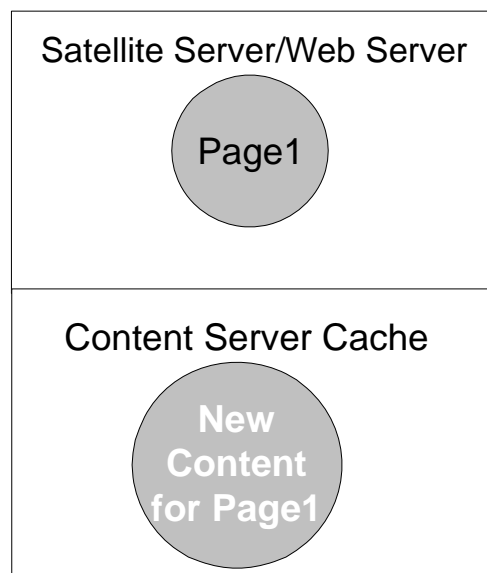 Satellite Server/Web Server
Page1
Content Server Cache
New
Content
for Page1